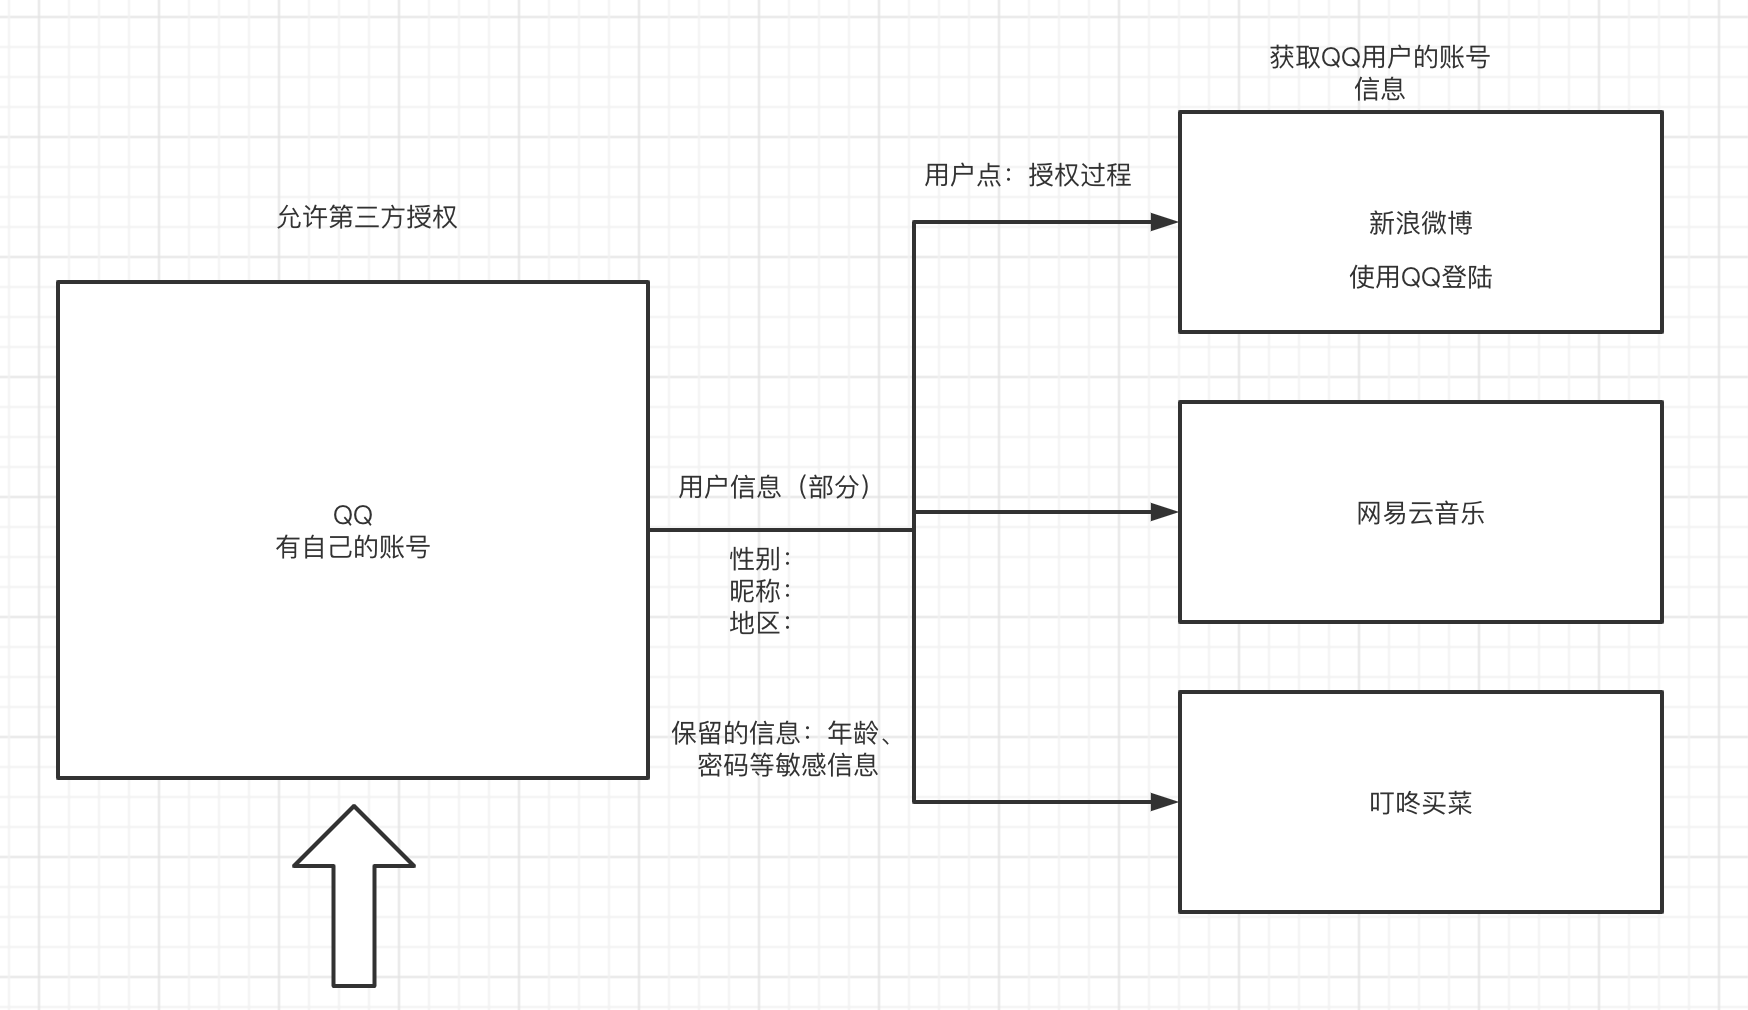 获取QQ用户的账号
信息
用户点：授权过程
允许第三方授权
新浪微博
使用QQ登陆
用户信息（部分）
QQ
有自己的账号
网易云音乐
性别：
昵称：
地区：
保留的信息：年龄、
密码等敏感信息
叮咚买菜